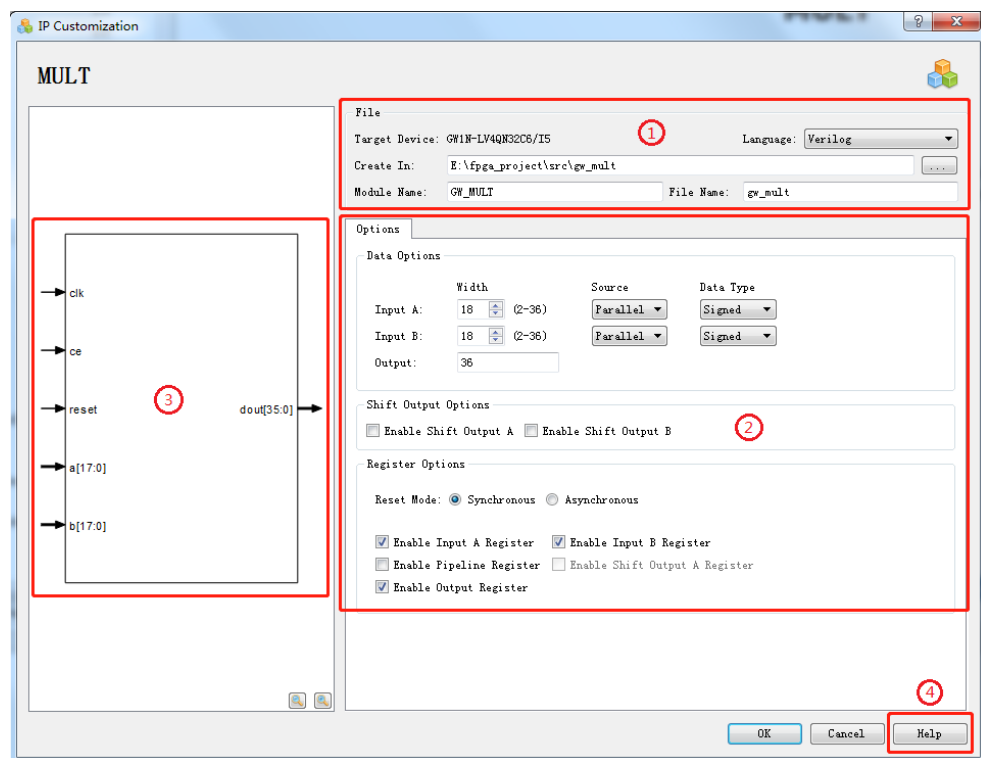 IP Customization
MULT
File
Target Device: GW1N-LV4QN32C6/I5
1
Language: Verilog
Create In: E:\fpga_project\src\gw_mult
...
Module Name: GW_MULT
File Name: gw_mult
Options
Data Options
Width Source Data Type
Input A: 18 (2-36) Parallel Signed
Input B: 18 (2-36) Parallel Signed
Output: 36
Shift Output Options
Enable Shift Output A Enable Shift Output B
2
Register Options
Reset Mode: Synchronous Asynchronous
Enable Input A Register Enable Input B Register
Enable Pipeline Register Enable Shift Output A Register
Enable Output Register
clk
ce
reset
3
dout[35:0]
a[17:0]
b[17:0]
4
OK Cancel Help